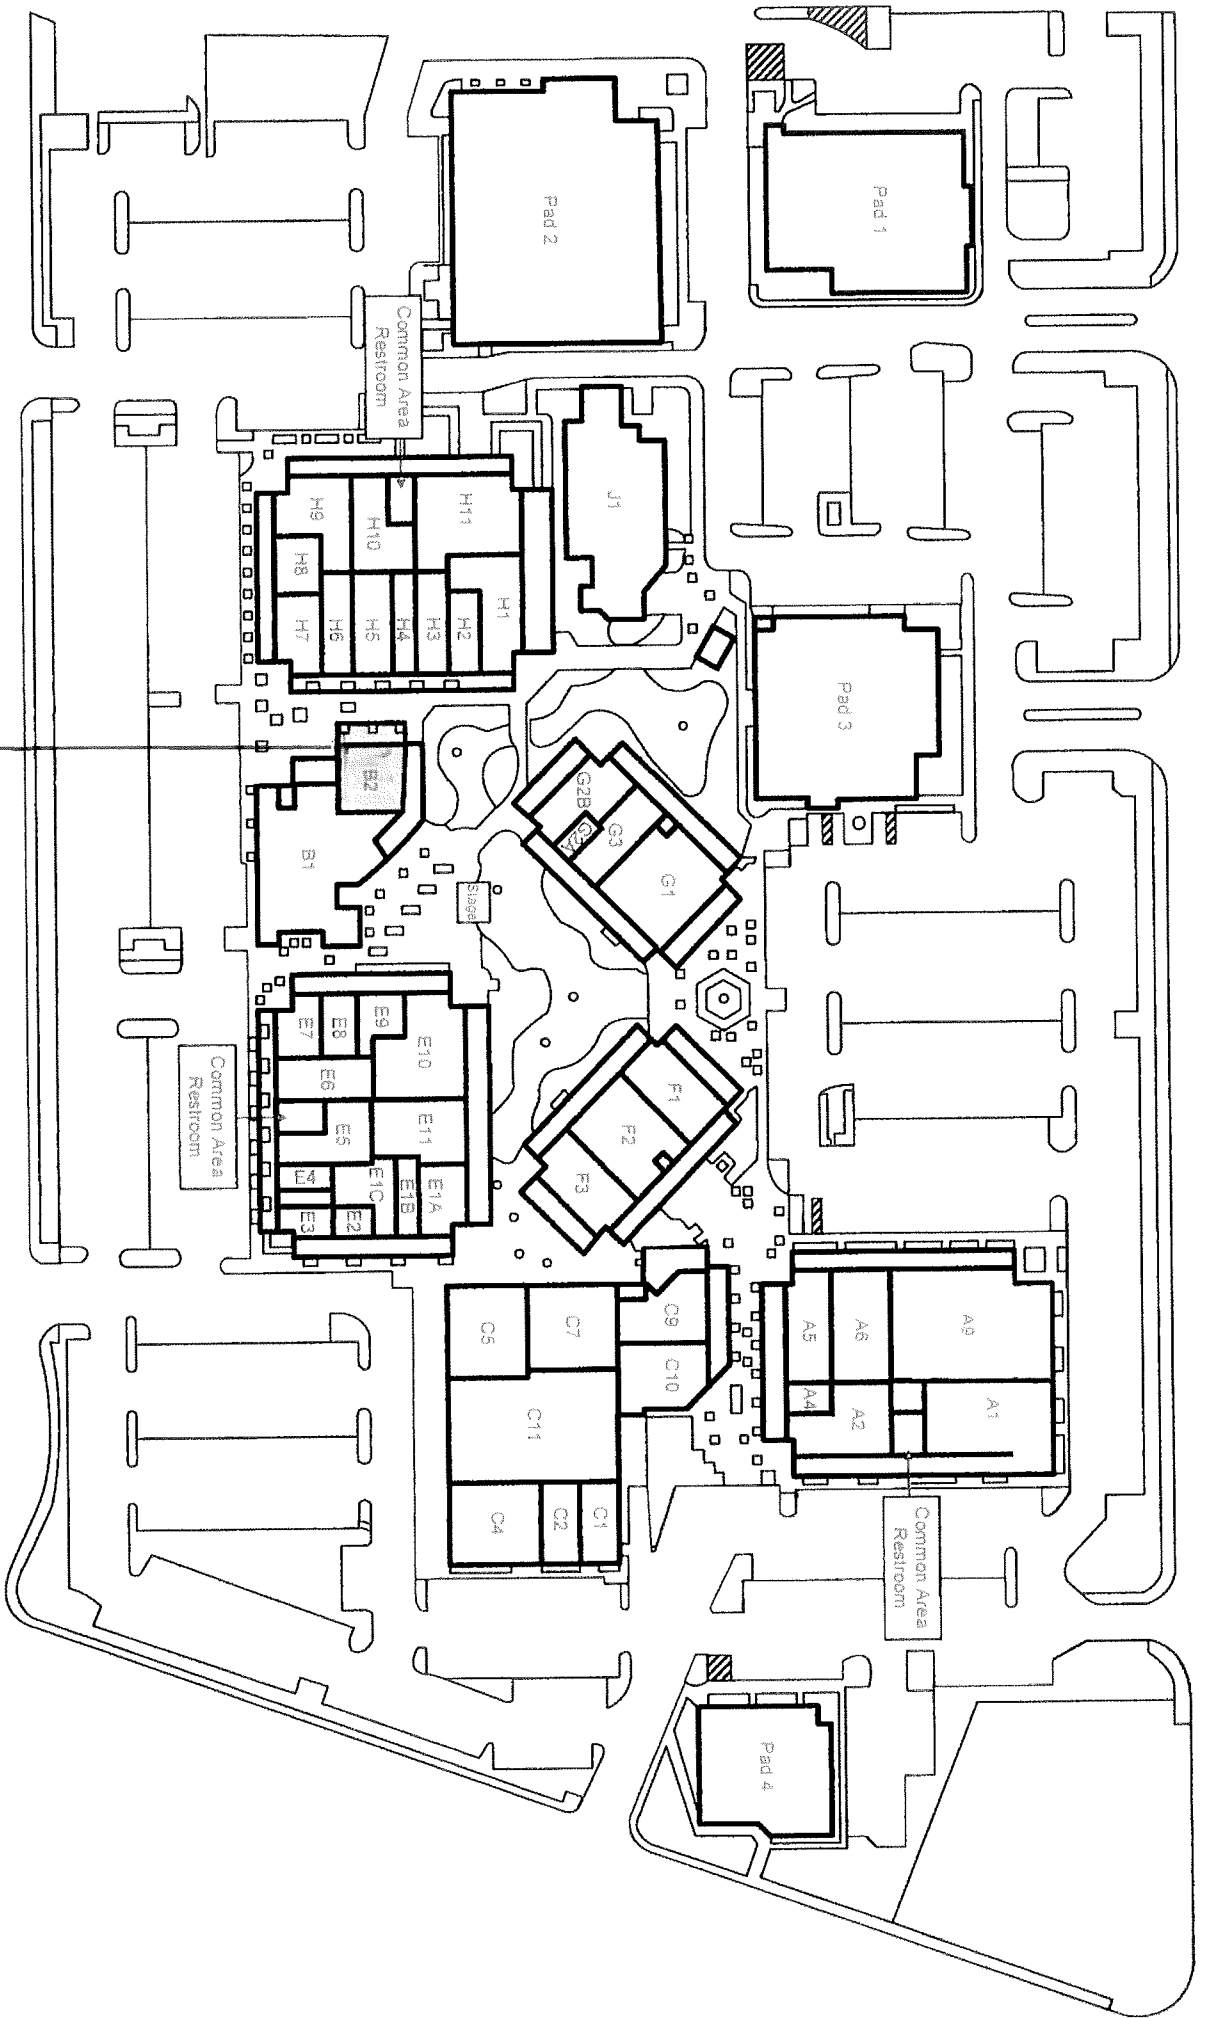 Pad 1
Pad 2
Common Area
Restroom
J1
H11
H9
H10
H8
H1
H7
H6
H5
H4
H3
H2
Pad 3
B2
B1
G2B
G2A
G3
G1
Stage
E7
E8
E9
E10
E6
E5
E11
E4
E1C
E1B
E1A
E3
E2
Common Area
Restroom
F1
F2
F3
C5
C7
C9
C10
C11
C4
C2
C1
A5
A6
A9
A4
A2
A1
Common Area
Restroom
Pad 4